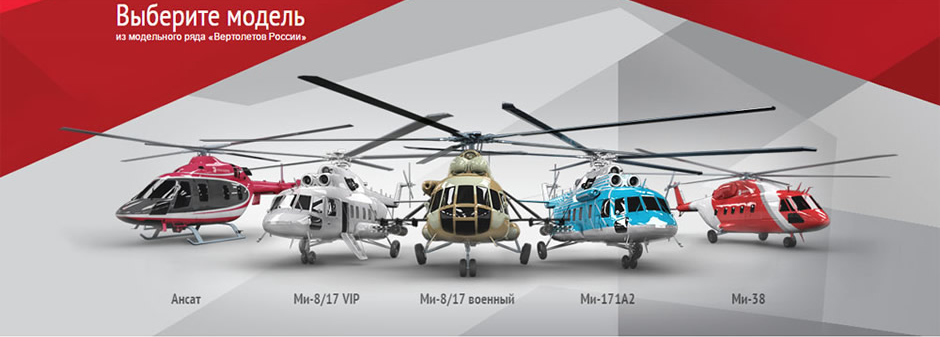 Выберите модель
из модельного ряда «Вертолетов России»
Ансат
Ми-8/17 VIP
Ми-8/17 военный
Ми-171А2
Ми-38